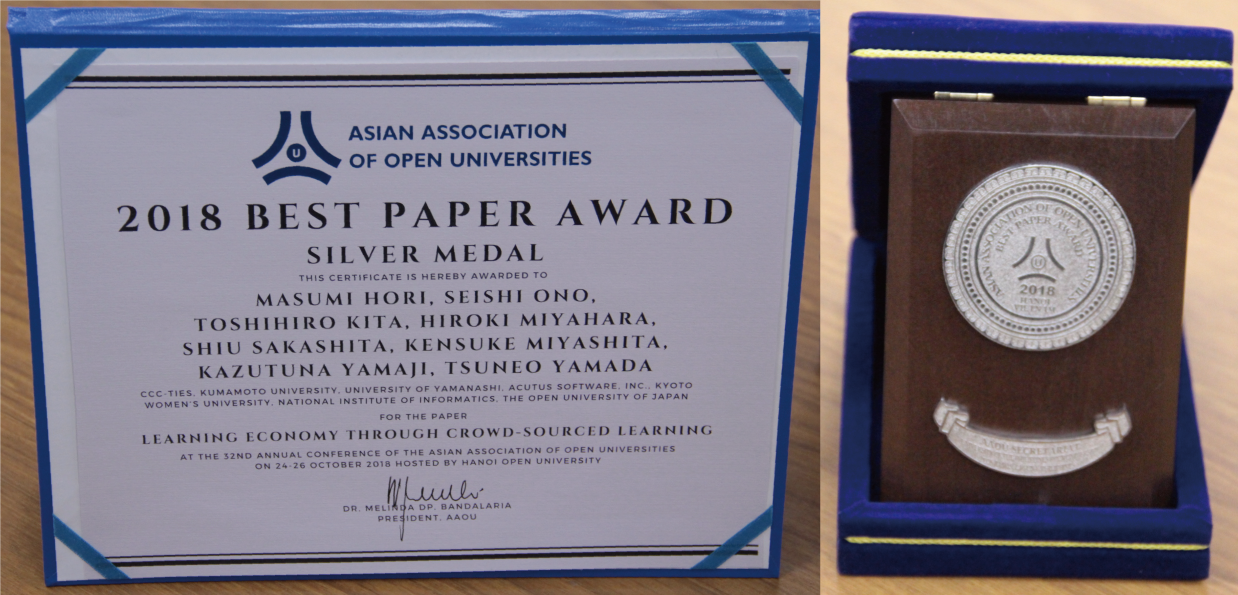 U
ASIAN ASSOCIATION
OF OPEN UNIVERSITIES
2018 BEST PAPER AWARD
SILVER MEDAL
THIS CERTIFICATE IS HEREBY AWARDED TO
MASUMI HORI, SEISHI ONO,
TOSHIHIRO KITA, HIROKI MIYAHARA,
SHIU SAKASHITA, KENSUKE MIYASHITA,
KAZUTUNA YAMAJI, TSUNEO YAMADA
CCC-TIES, KUMAMOTO UNIVERSITY, UNIVERSITY OF YAMANASHI, ACUTUS SOFTWARE, INC., KYOTO
WOMEN'S UNIVERSITY, NATIONAL INSTITUTE OF INFORMATICS, THE OPEN UNIVERSITY OF JAPAN
FOR THE PAPER
LEARNING ECONOMY THROUGH CROWD-SOURCED LEARNING
AT THE 32ND ANNUAL CONFERENCE OF THE ASIAN ASSOCIATION OF OPEN UNIVERSITIES
ON 24-26 OCTOBER 2018 HOSTED BY HANOI OPEN UNIVERSITY
DR. MELINDA DP. BANDALARIA
PRESIDENT, AAOU
ASIAN ASSOCIATION OF OPEN UNIVERSITIES
BEST PAPER AWARD
U
2018
HANOI
AAOU SECRETARIAT